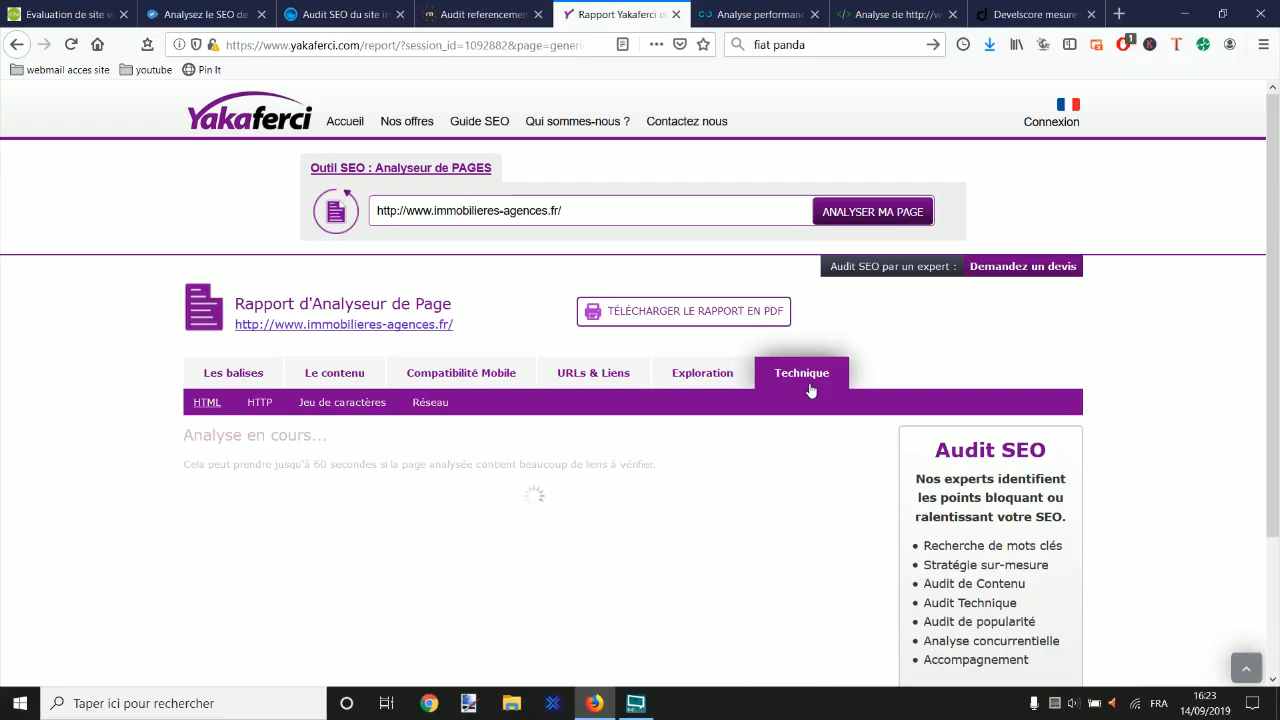 Evaluation de site w
Analysez le SEO de
Audit SEO du site in
Audit referencemen
Rapport Yakaferci d
Analyse performanc
Analyse de http://w
Develscore mesure l
https://www.yakaferci.com/report/?session_id=1092882&page=generi
fiat panda
1
webmail acces site
youtube
Pin It
Yakaferci
Accueil
Nos offres
Guide SEO
Qui sommes-nous ?
Contactez nous
Connexion
Outil SEO : Analyseur de PAGES
http://www.immobilieres-agences.fr/
ANALYSER MA PAGE
Audit SEO par un expert :
Demandez un devis
Rapport d'Analyseur de Page
http://www.immobilieres-agences.fr/
TÉLÉCHARGER LE RAPPORT EN PDF
Les balises
Le contenu
Compatibilité Mobile
URLs & Liens
Exploration
Technique
HTML
HTTP
Jeu de caractères
Réseau
Analyse en cours...
Cela peut prendre jusqu'à 60 secondes si la page analysée contient beaucoup de liens à vérifier.
Audit SEO
Nos experts identifient
les points bloquant ou
ralentissant votre SEO.
• Recherche de mots clés
• Stratégie sur-mesure
• Audit de Contenu
• Audit Technique
• Audit de popularité
• Analyse concurrentielle
• Accompagnement
Taper ici pour rechercher
FRA
16:23
14/09/2019